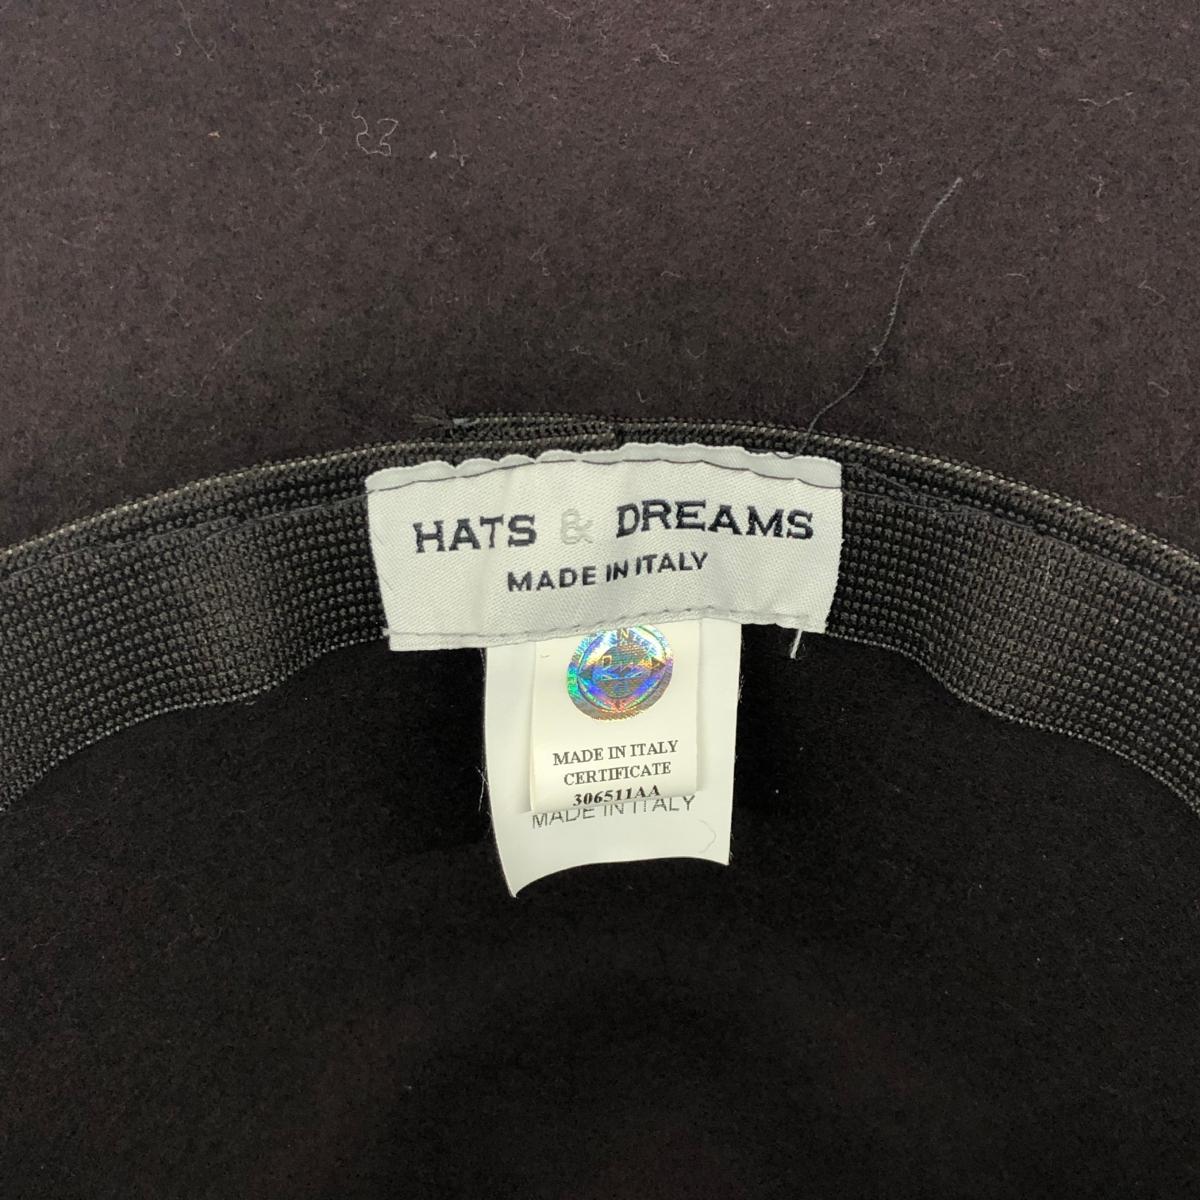 HATS & DREAMS
MADE IN ITALY
MADE IN ITALY
CERTIFICATE
306511AA
MADE IN ITALY